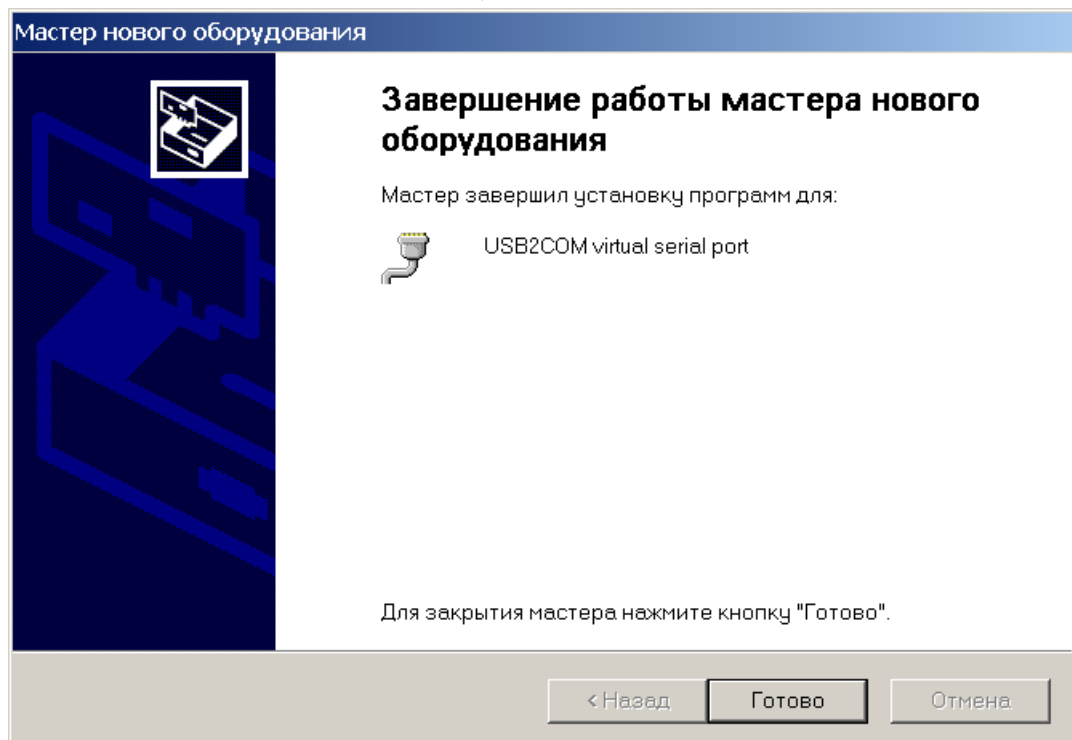 Мастер нового оборудования
Завершение работы мастера нового
оборудования
Мастер завершил установку программ для:
USB2COM virtual serial port
Для закрытия мастера нажмите кнопку "Готово".
< Назад
Готово
Отмена